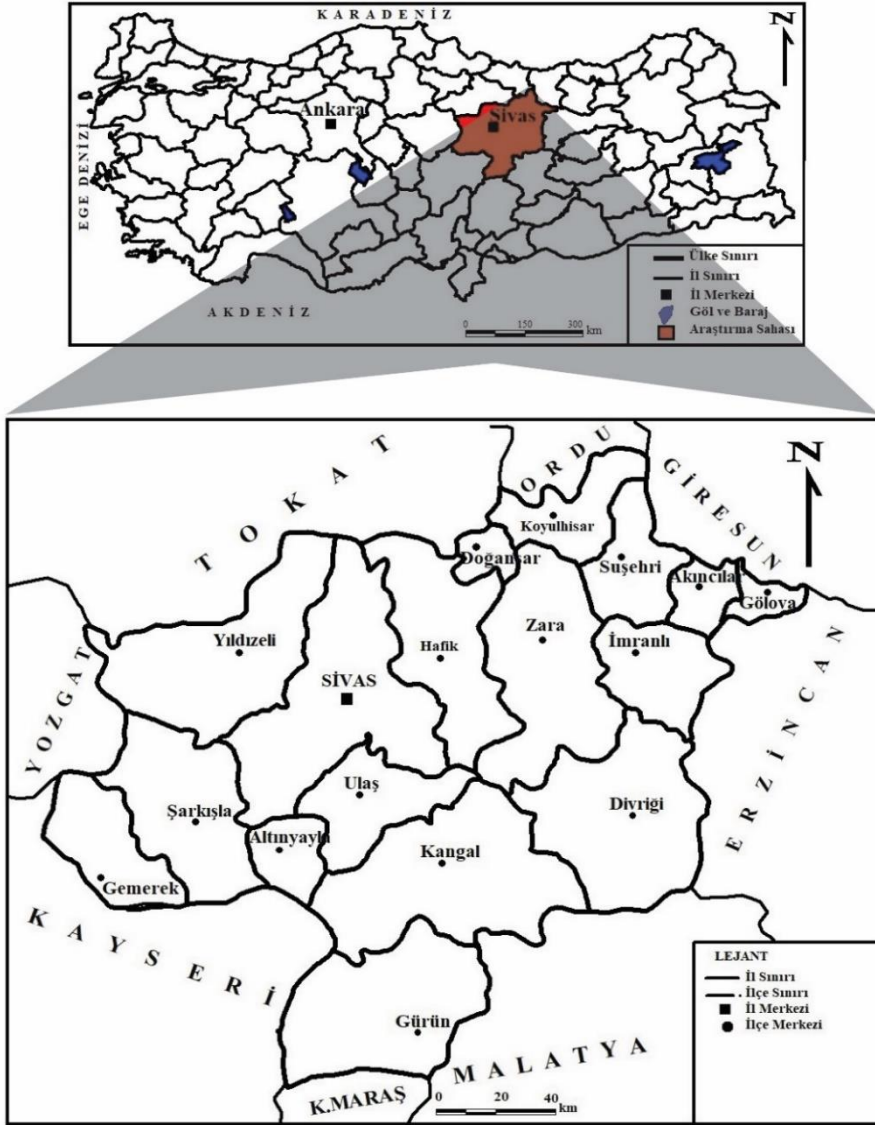 KARADENİZ
N
Ankara
Sivas
EGE DENİZİ
AKDENİZ
0 150 300
km
Ülke Sınırı
İl Sınırı
İl Merkezi
Göl ve Baraj
Araştırma Sahası
TOKAT
ORDU
GİRESUN
N
Koyulhisar
Doğanşar
Suşehri
Akıncılar
Gölova
Yıldızeli
Hafik
Zara
İmranlı
SİVAS
YOZGAT
ERZİNCAN
Ulaş
Şarkışla
Altınyayla
Divriği
Kangal
Gemerek
KAYSERİ
Gürün
MALATYA
K.MARAŞ
0 20 40
km
LEJANT
İl Sınırı
İlçe Sınırı
İl Merkezi
İlçe Merkezi